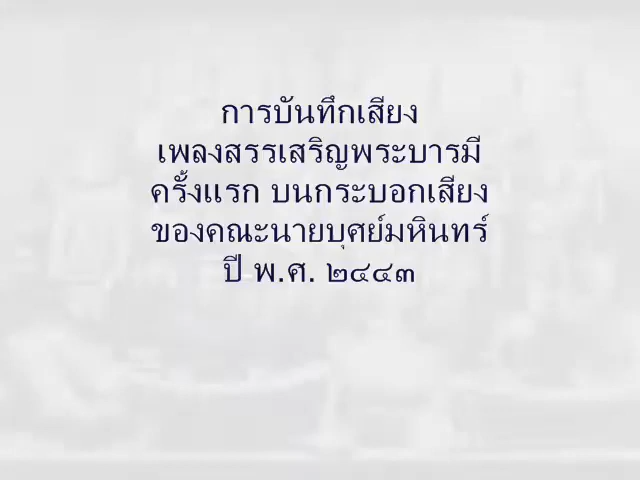 การบันทึกเสียง
เพลงสรรเสริญพระบารมี
ครั้งแรก บนกระบอกเสียง
ของคณะนายบุศย์มหินทร์
ปี พ.ศ. ๒๔๔๓